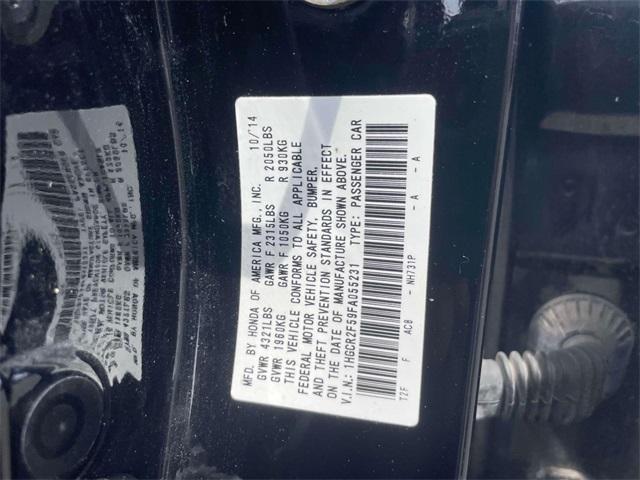 MFD. BY HONDA OF AMERICA MFG., INC. 10/14
GVWR 4321LBS GAWR F 2315LBS R 2050LBS
GVWR 1960KG GAWR F 1050KG R 930KG
THIS VEHICLE CONFORMS TO ALL APPLICABLE
FEDERAL MOTOR VEHICLE SAFETY, BUMPER,
AND THEFT PREVENTION STANDARDS IN EFFECT
ON THE DATE OF MANUFACTURE SHOWN ABOVE.
V.I.N.: 1HGCR2F59FA055231 TYPE: PASSENGER CAR
T2F F AC8 NH731P - A - A